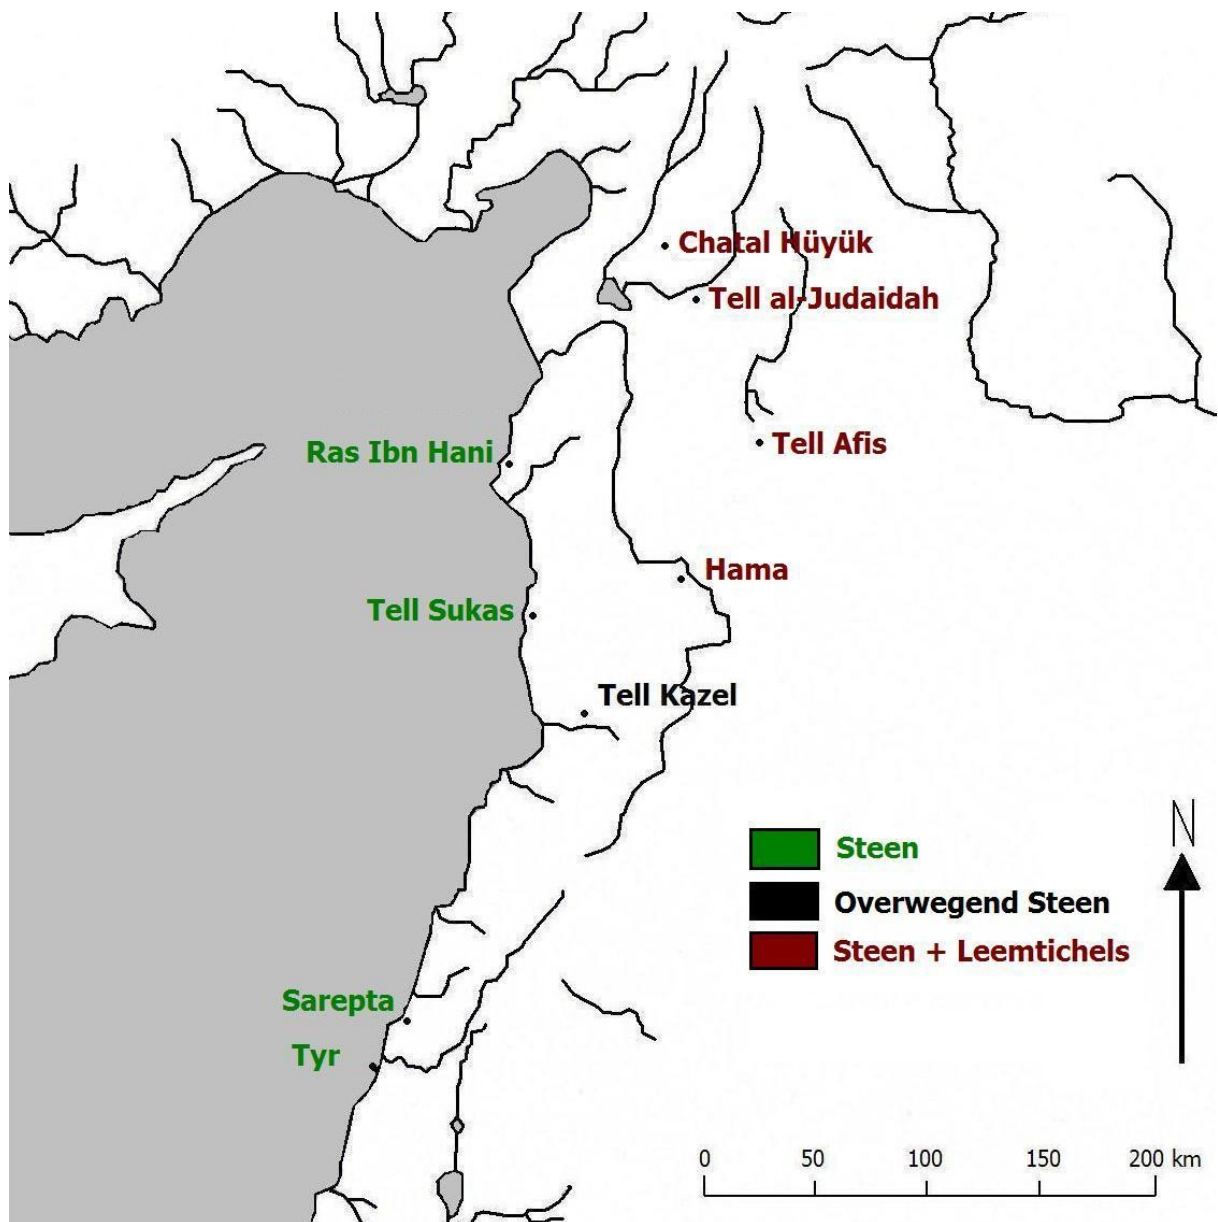 Chatal Hüyük
Tell al-Judaidah
Tell Afis
Ras Ibn Hani
Hama
Tell Sukas
Tell Kazel
N
Steen
Overwegend Steen
Steen + Leemtichels
Sarepta
Tyr
0 50 100 150 200 km